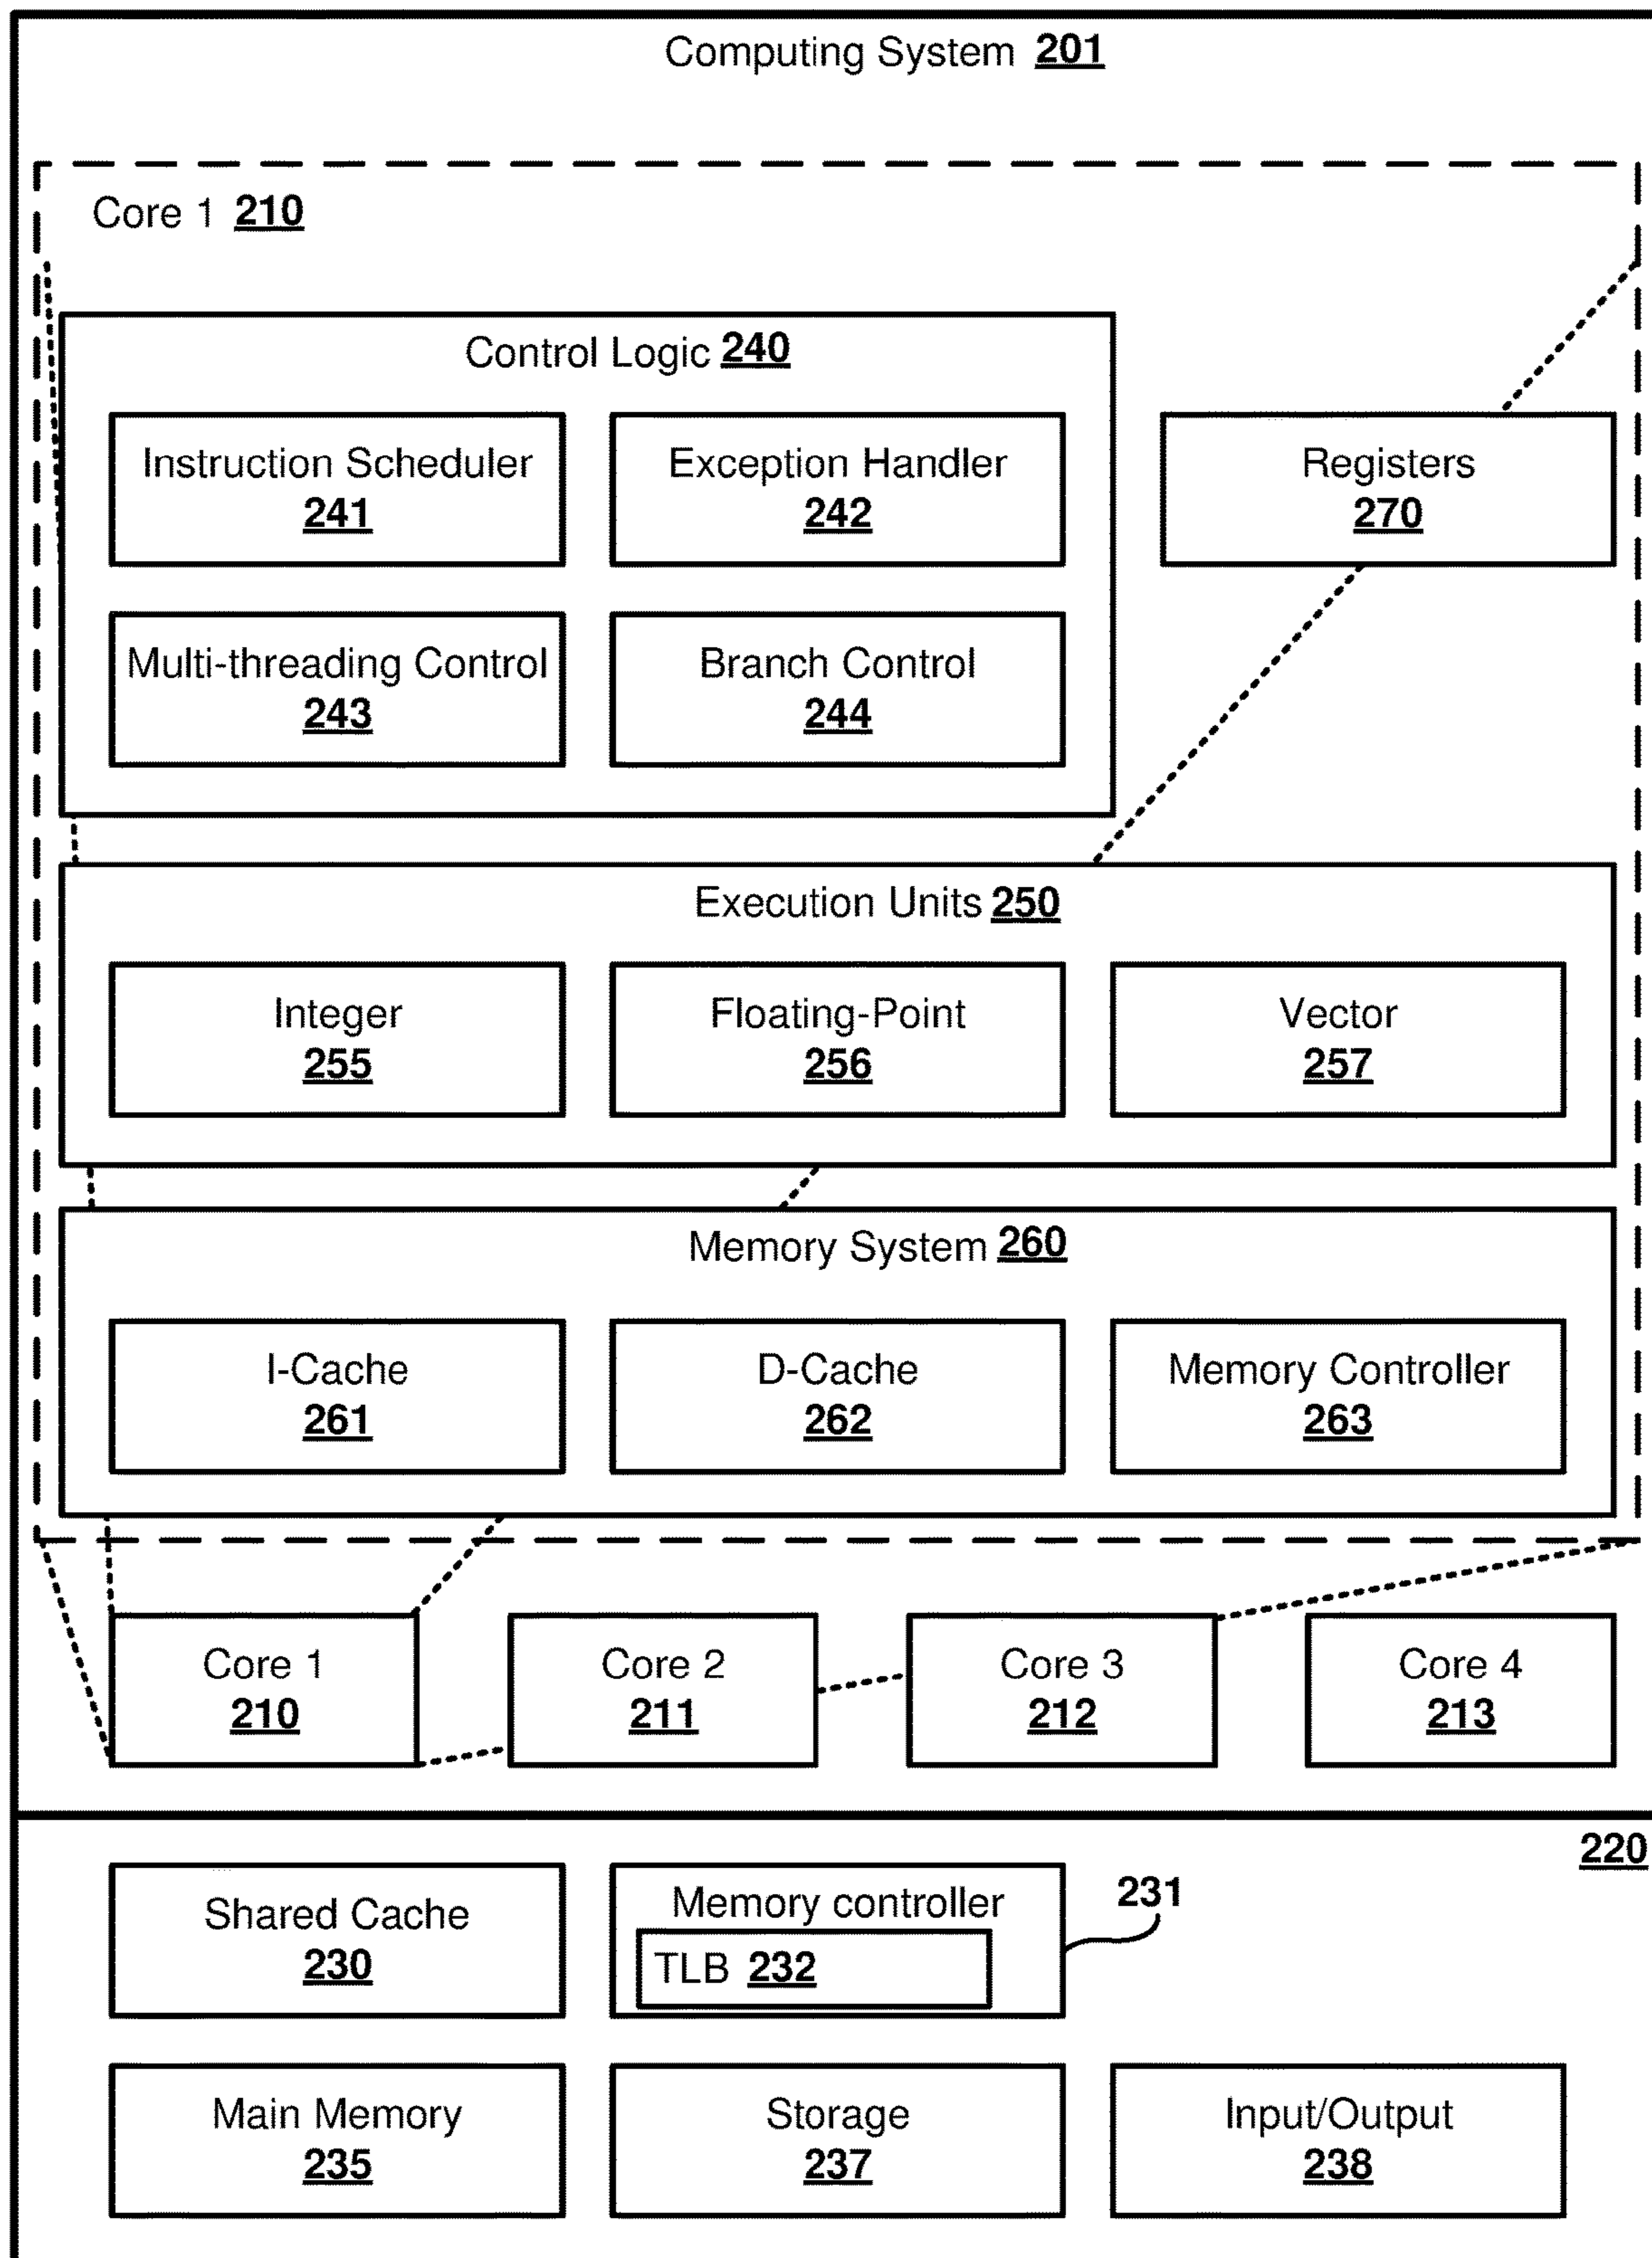 Computing System 201
Core 1 210
Control Logic 240
Instruction Scheduler
241
Exception Handler
242
Registers
270
Multi-threading Control
243
Branch Control
244
Execution Units 250
Integer
255
Floating-Point
256
Vector
257
Memory System 260
I-Cache
261
D-Cache
262
Memory Controller
263
Core 1
210
Core 2
211
Core 3
212
Core 4
213
220
Shared Cache
230
Memory controller
TLB 232
231
Main Memory
235
Storage
237
Input/Output
238